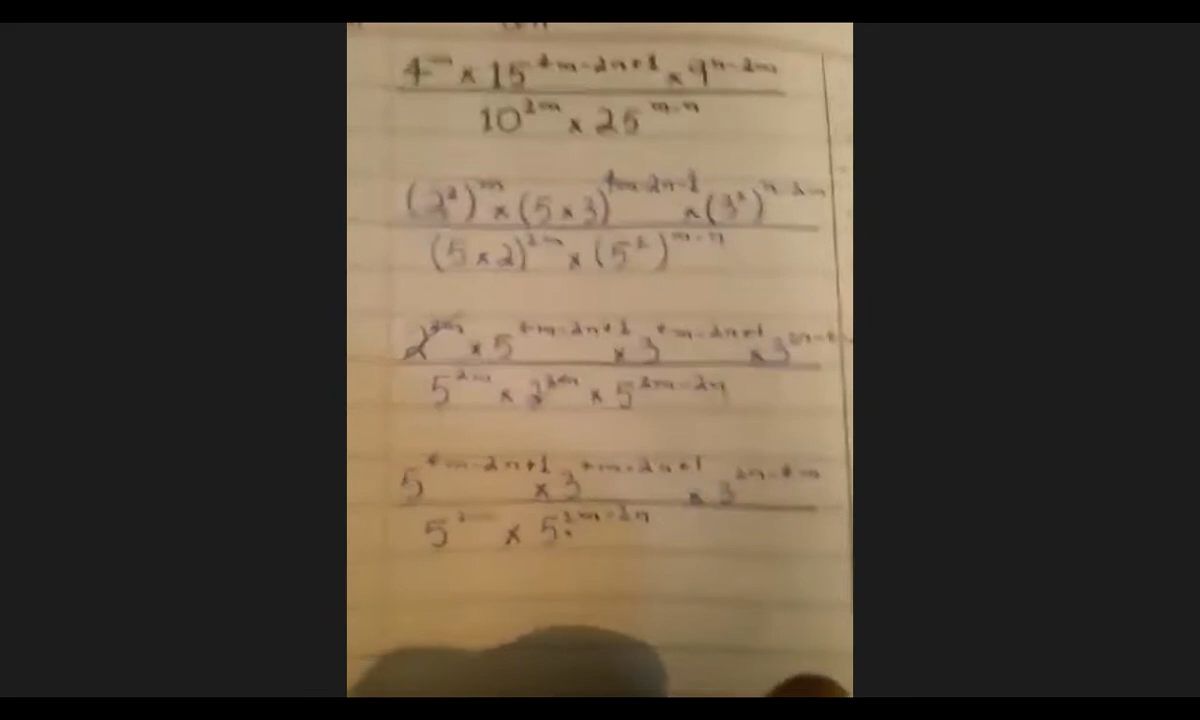 4^m × 15^4m-2n+1 × 9^n-2m
10^2m × 25^m-n
(2²)^m × (5 × 3)^4m-2n-1 × (3²)^n-2m
(5 × 2)^2m × (5²)^m-n
2^2m × 5^4m-2n+1 × 3^4m-2n+1 × 3^2n-4
5^2m × 2^2m × 5^2m-2n
5^4m-2n+1 × 3^4m-2n+1 × 3^2n-4m
5^2m × 5^2m-2n